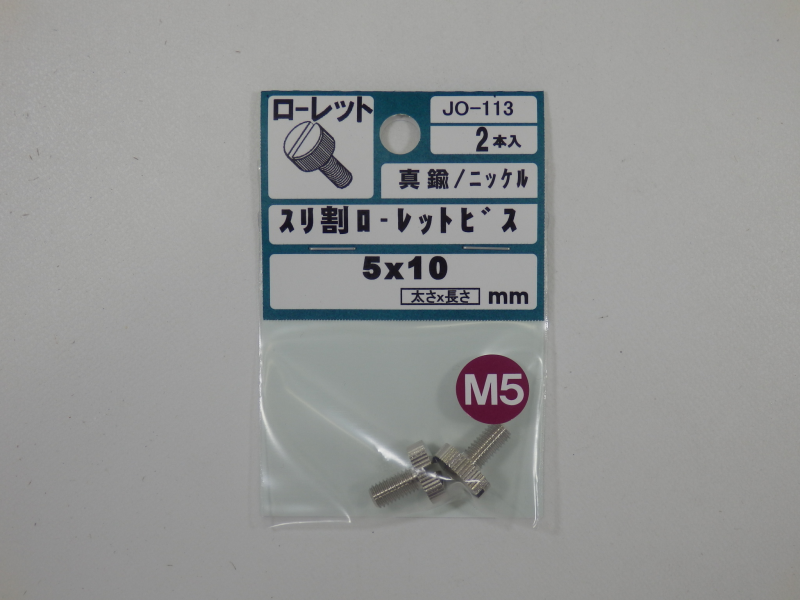 ローレット
JO-113
2本入
真鍮/ニッケル
スリ割ローレットビス
5x10
太さx長さ mm
M5